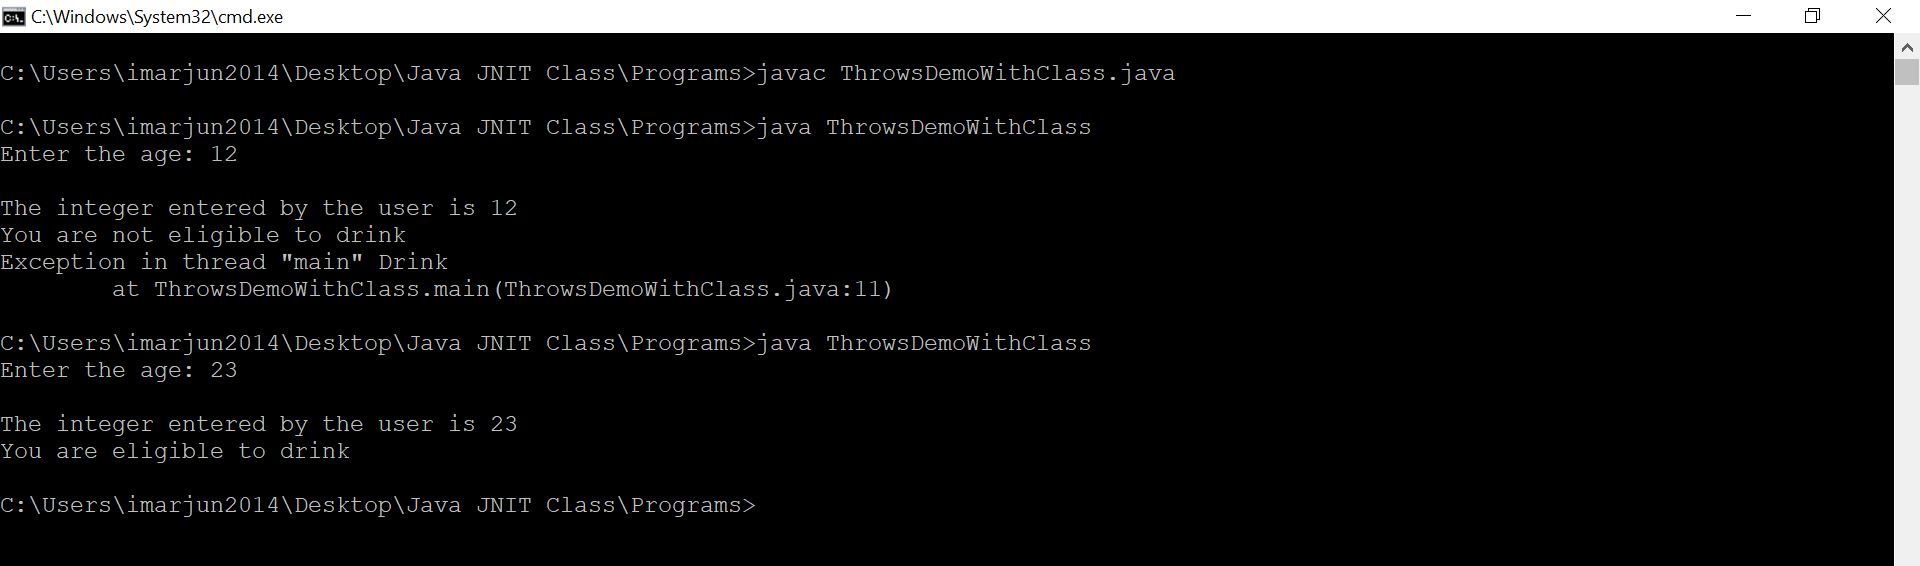 C:\Windows\System32\cmd.exe
C:\Users\imarjun2014\Desktop\Java JNIT Class\Programs>javac ThrowsDemoWithClass.java
C:\Users\imarjun2014\Desktop\Java JNIT Class\Programs>java ThrowsDemoWithClass
Enter the age: 12
The integer entered by the user is 12
You are not eligible to drink
Exception in thread "main" Drink
        at ThrowsDemoWithClass.main(ThrowsDemoWithClass.java:11)
C:\Users\imarjun2014\Desktop\Java JNIT Class\Programs>java ThrowsDemoWithClass
Enter the age: 23
The integer entered by the user is 23
You are eligible to drink
C:\Users\imarjun2014\Desktop\Java JNIT Class\Programs>